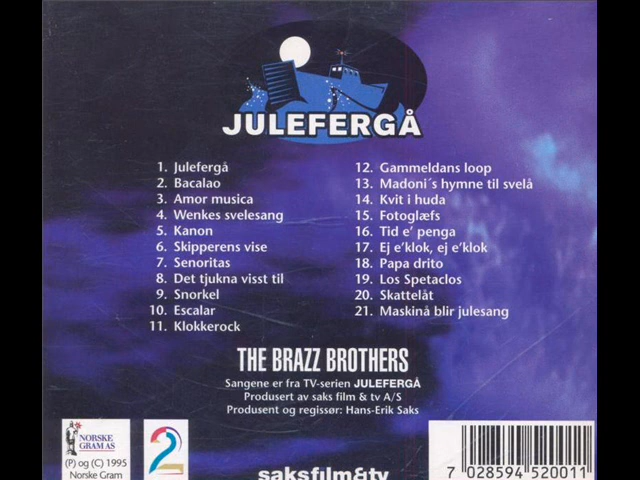 JULEFERGÅ
1. Julefergå
2. Bacalao
3. Amor musica
4. Wenkes svelesang
5. Kanon
6. Skipperens vise
7. Senoritas
8. Det tjukna visst til
9. Snorkel
10. Escalar
11. Klokkerock
12. Gammeldans loop
13. Madoni´s hymne til svelå
14. Kvit i huda
15. Fotoglæfs
16. Tid e' penga
17. Ej e'klok, ej e'klok
18. Papa drito
19. Los Spetaclos
20. Skattelåt
21. Maskinå blir julesang
THE BRAZZ BROTHERS
Sangene er fra TV-serien JULEFERGÅ
Produsert av saks film & tv A/S
Produsent og regissør: Hans-Erik Saks
NORSKE
GRAM AS
(P) og (C) 1995
Norske Gram
2
saksfilm&tv
7 028594 520011